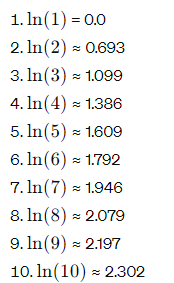 1. ln(1) = 0.0
2. ln(2) ≈ 0.693
3. ln(3) ≈ 1.099
4. ln(4) ≈ 1.386
5. ln(5) ≈ 1.609
6. ln(6) ≈ 1.792
7. ln(7) ≈ 1.946
8. ln(8) ≈ 2.079
9. ln(9) ≈ 2.197
10. ln(10) ≈ 2.302